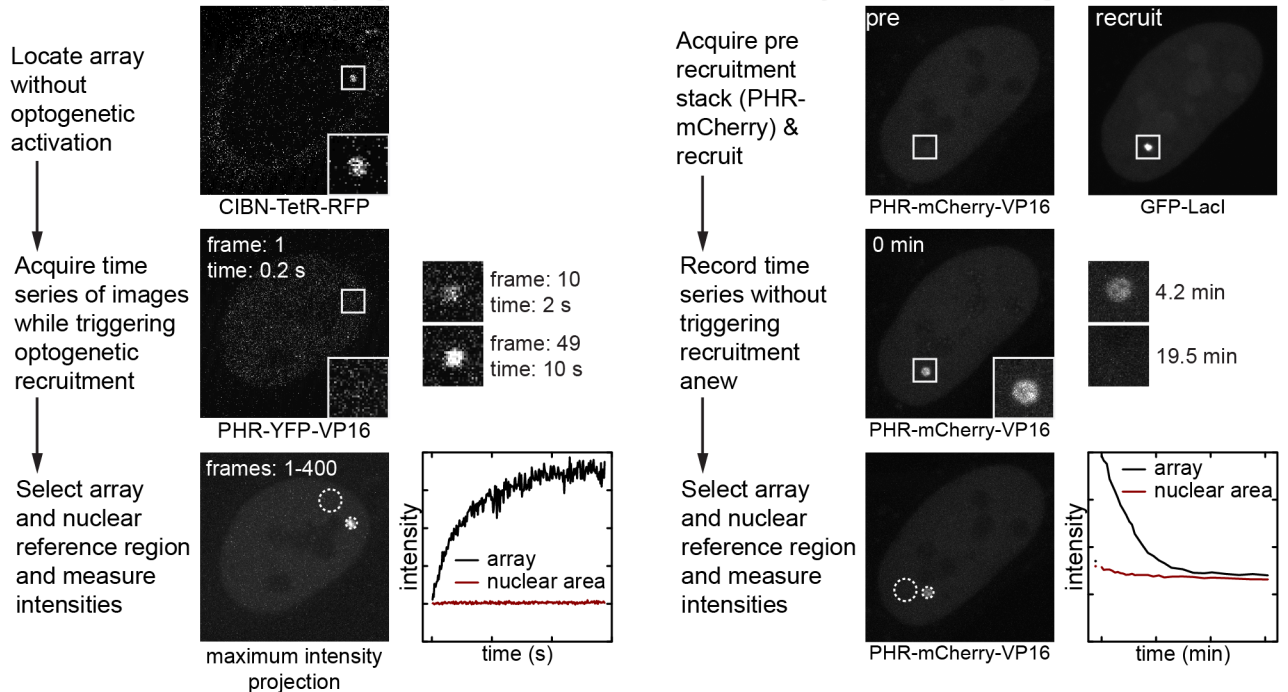 Locate array
without
optogenetic
activation
CIBN-TetR-RFP
Acquire time
series of images
while triggering
optogenetic
recruitment
frame: 1
time: 0.2 s
PHR-YFP-VP16
frame: 10
time: 2 s
frame: 49
time: 10 s
Select array
and nuclear
reference region
and measure
intensities
frames: 1-400
maximum intensity
projection
intensity
array
nuclear area
time (s)
Acquire pre
recruitment
stack (PHR-
mCherry) &
recruit
pre
PHR-mCherry-VP16
recruit
GFP-LacI
Record time
series without
triggering
recruitment
anew
0 min
PHR-mCherry-VP16
4.2 min
19.5 min
Select array
and nuclear
reference region
and measure
intensities
PHR-mCherry-VP16
intensity
array
nuclear area
time (min)